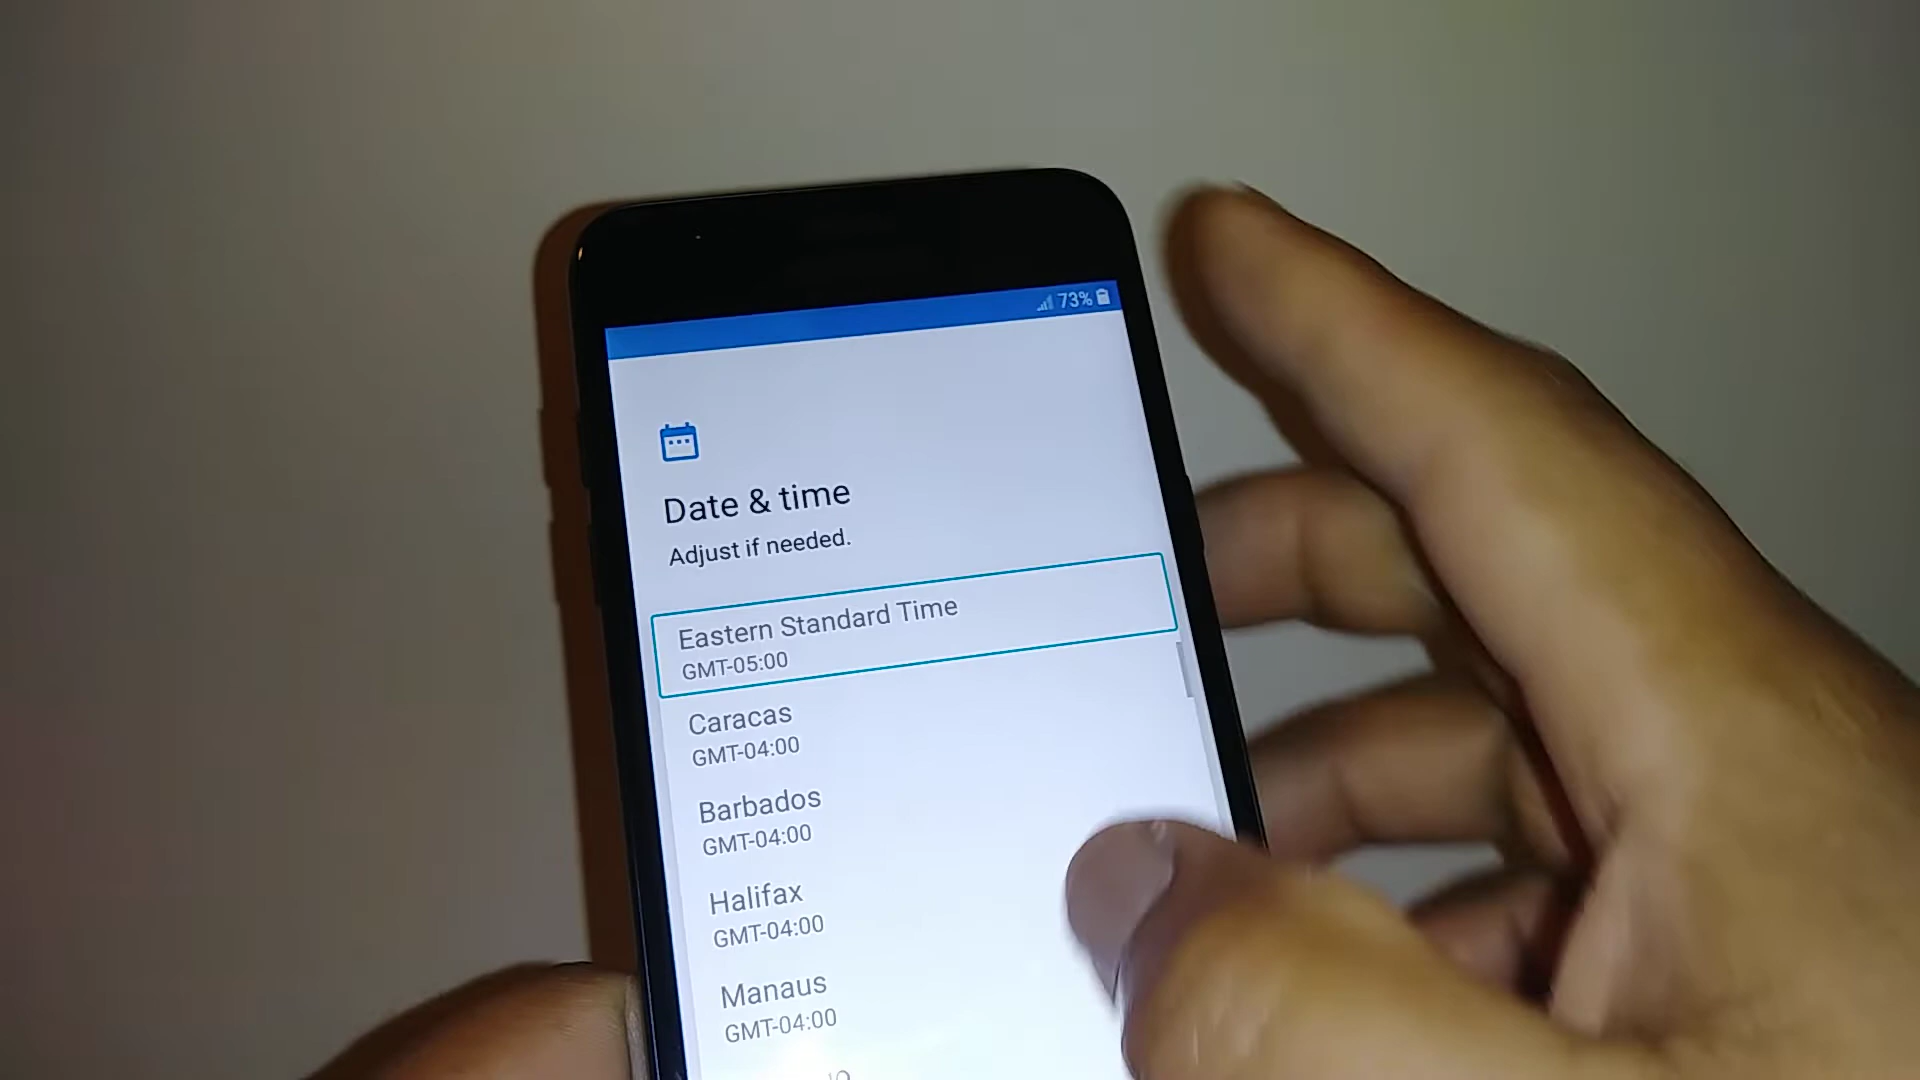 73%
Date & time
Adjust if needed.
Eastern Standard Time
GMT-05:00
Caracas
GMT-04:00
Barbados
GMT-04:00
Halifax
GMT-04:00
Manaus
GMT-04:00